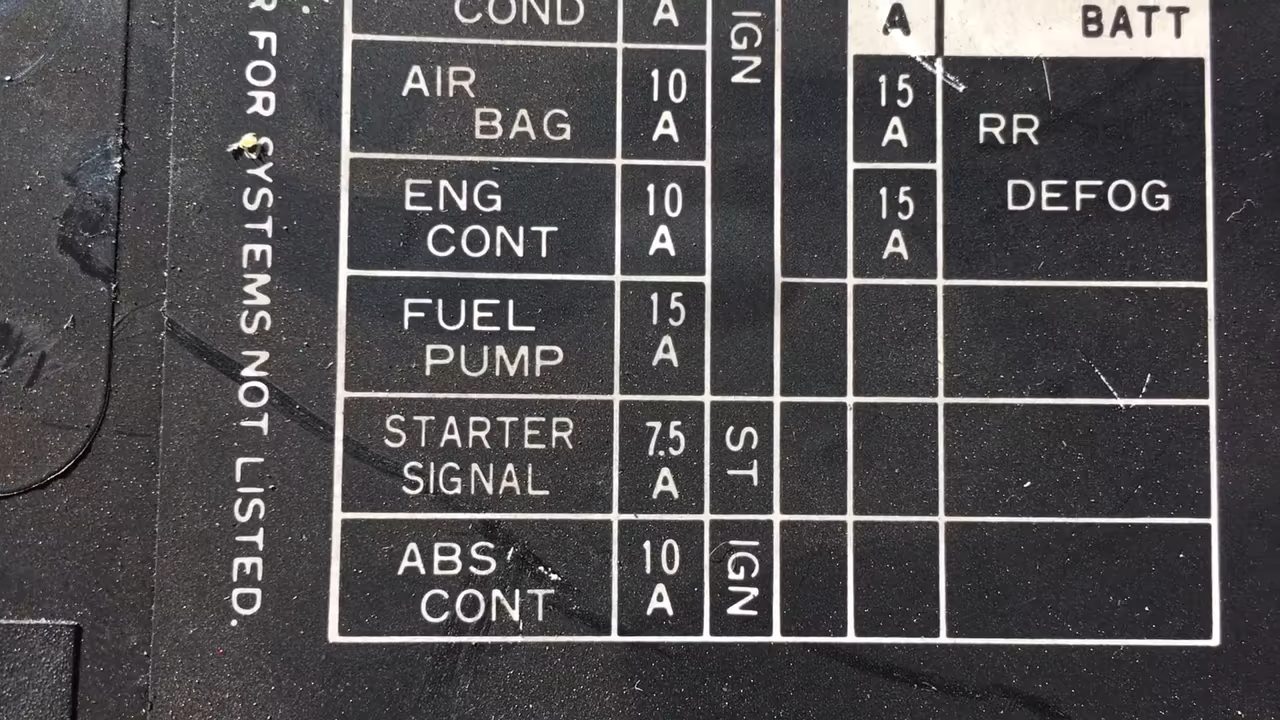 COND
A
IGN
A
BATT
AIR
BAG
10
A
15
A
RR
DEFOG
ENG
CONT
10
A
15
A
FUEL
PUMP
15
A
STARTER
SIGNAL
7.5
A
ST
ABS
CONT
10
A
IGN
FOR SYSTEMS NOT LISTED.